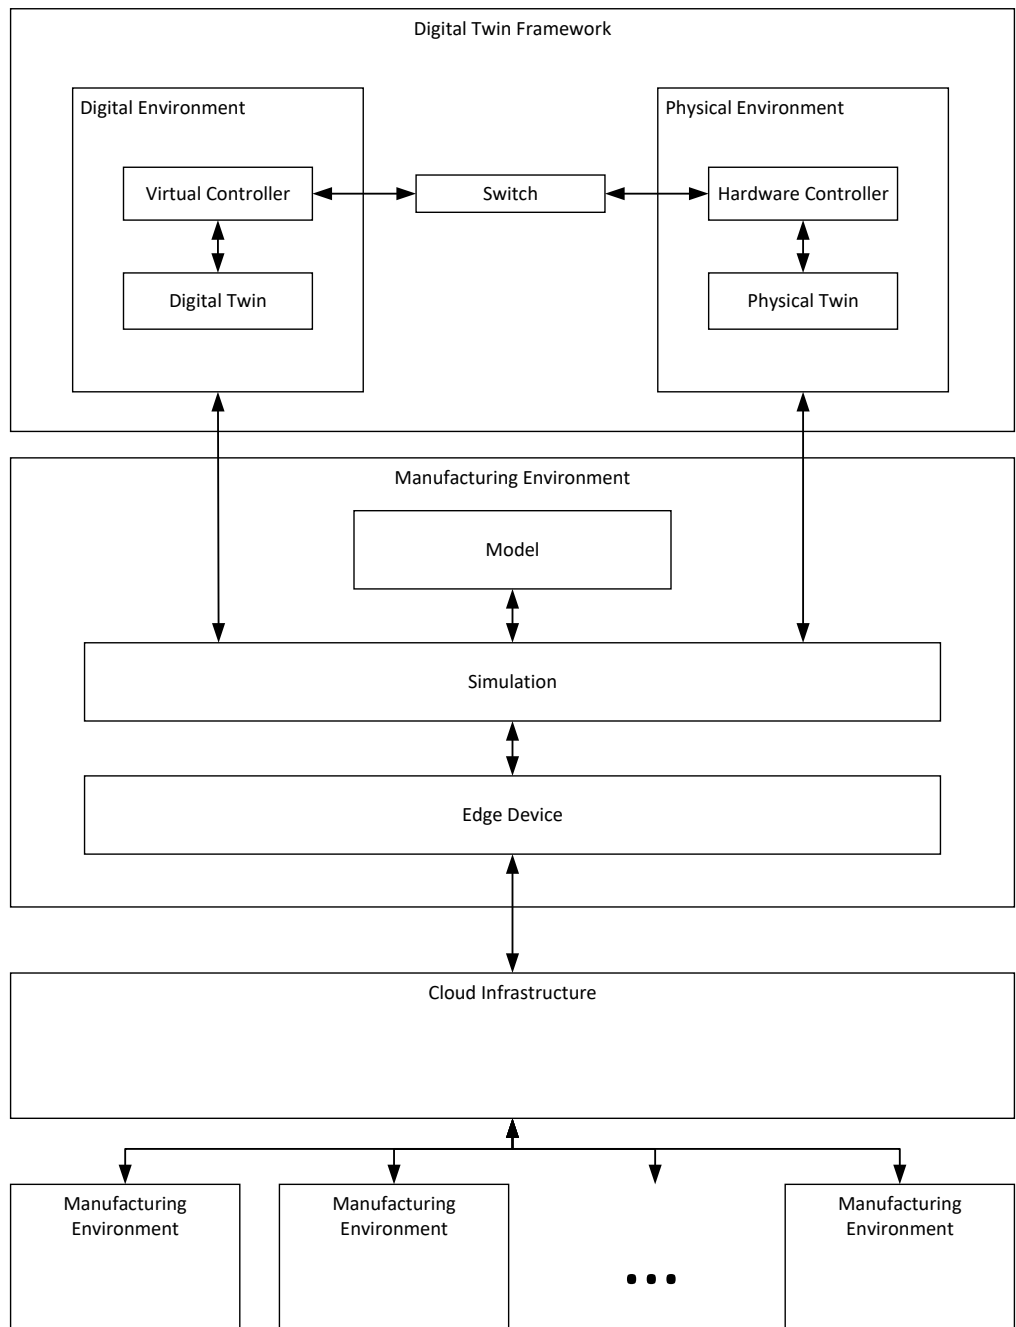 Digital Twin Framework
Digital Environment
Physical Environment
Virtual Controller
Switch
Hardware Controller
Digital Twin
Physical Twin
Manufacturing Environment
Model
Simulation
Edge Device
Cloud Infrastructure
Manufacturing
Environment
Manufacturing
Environment
...
Manufacturing
Environment